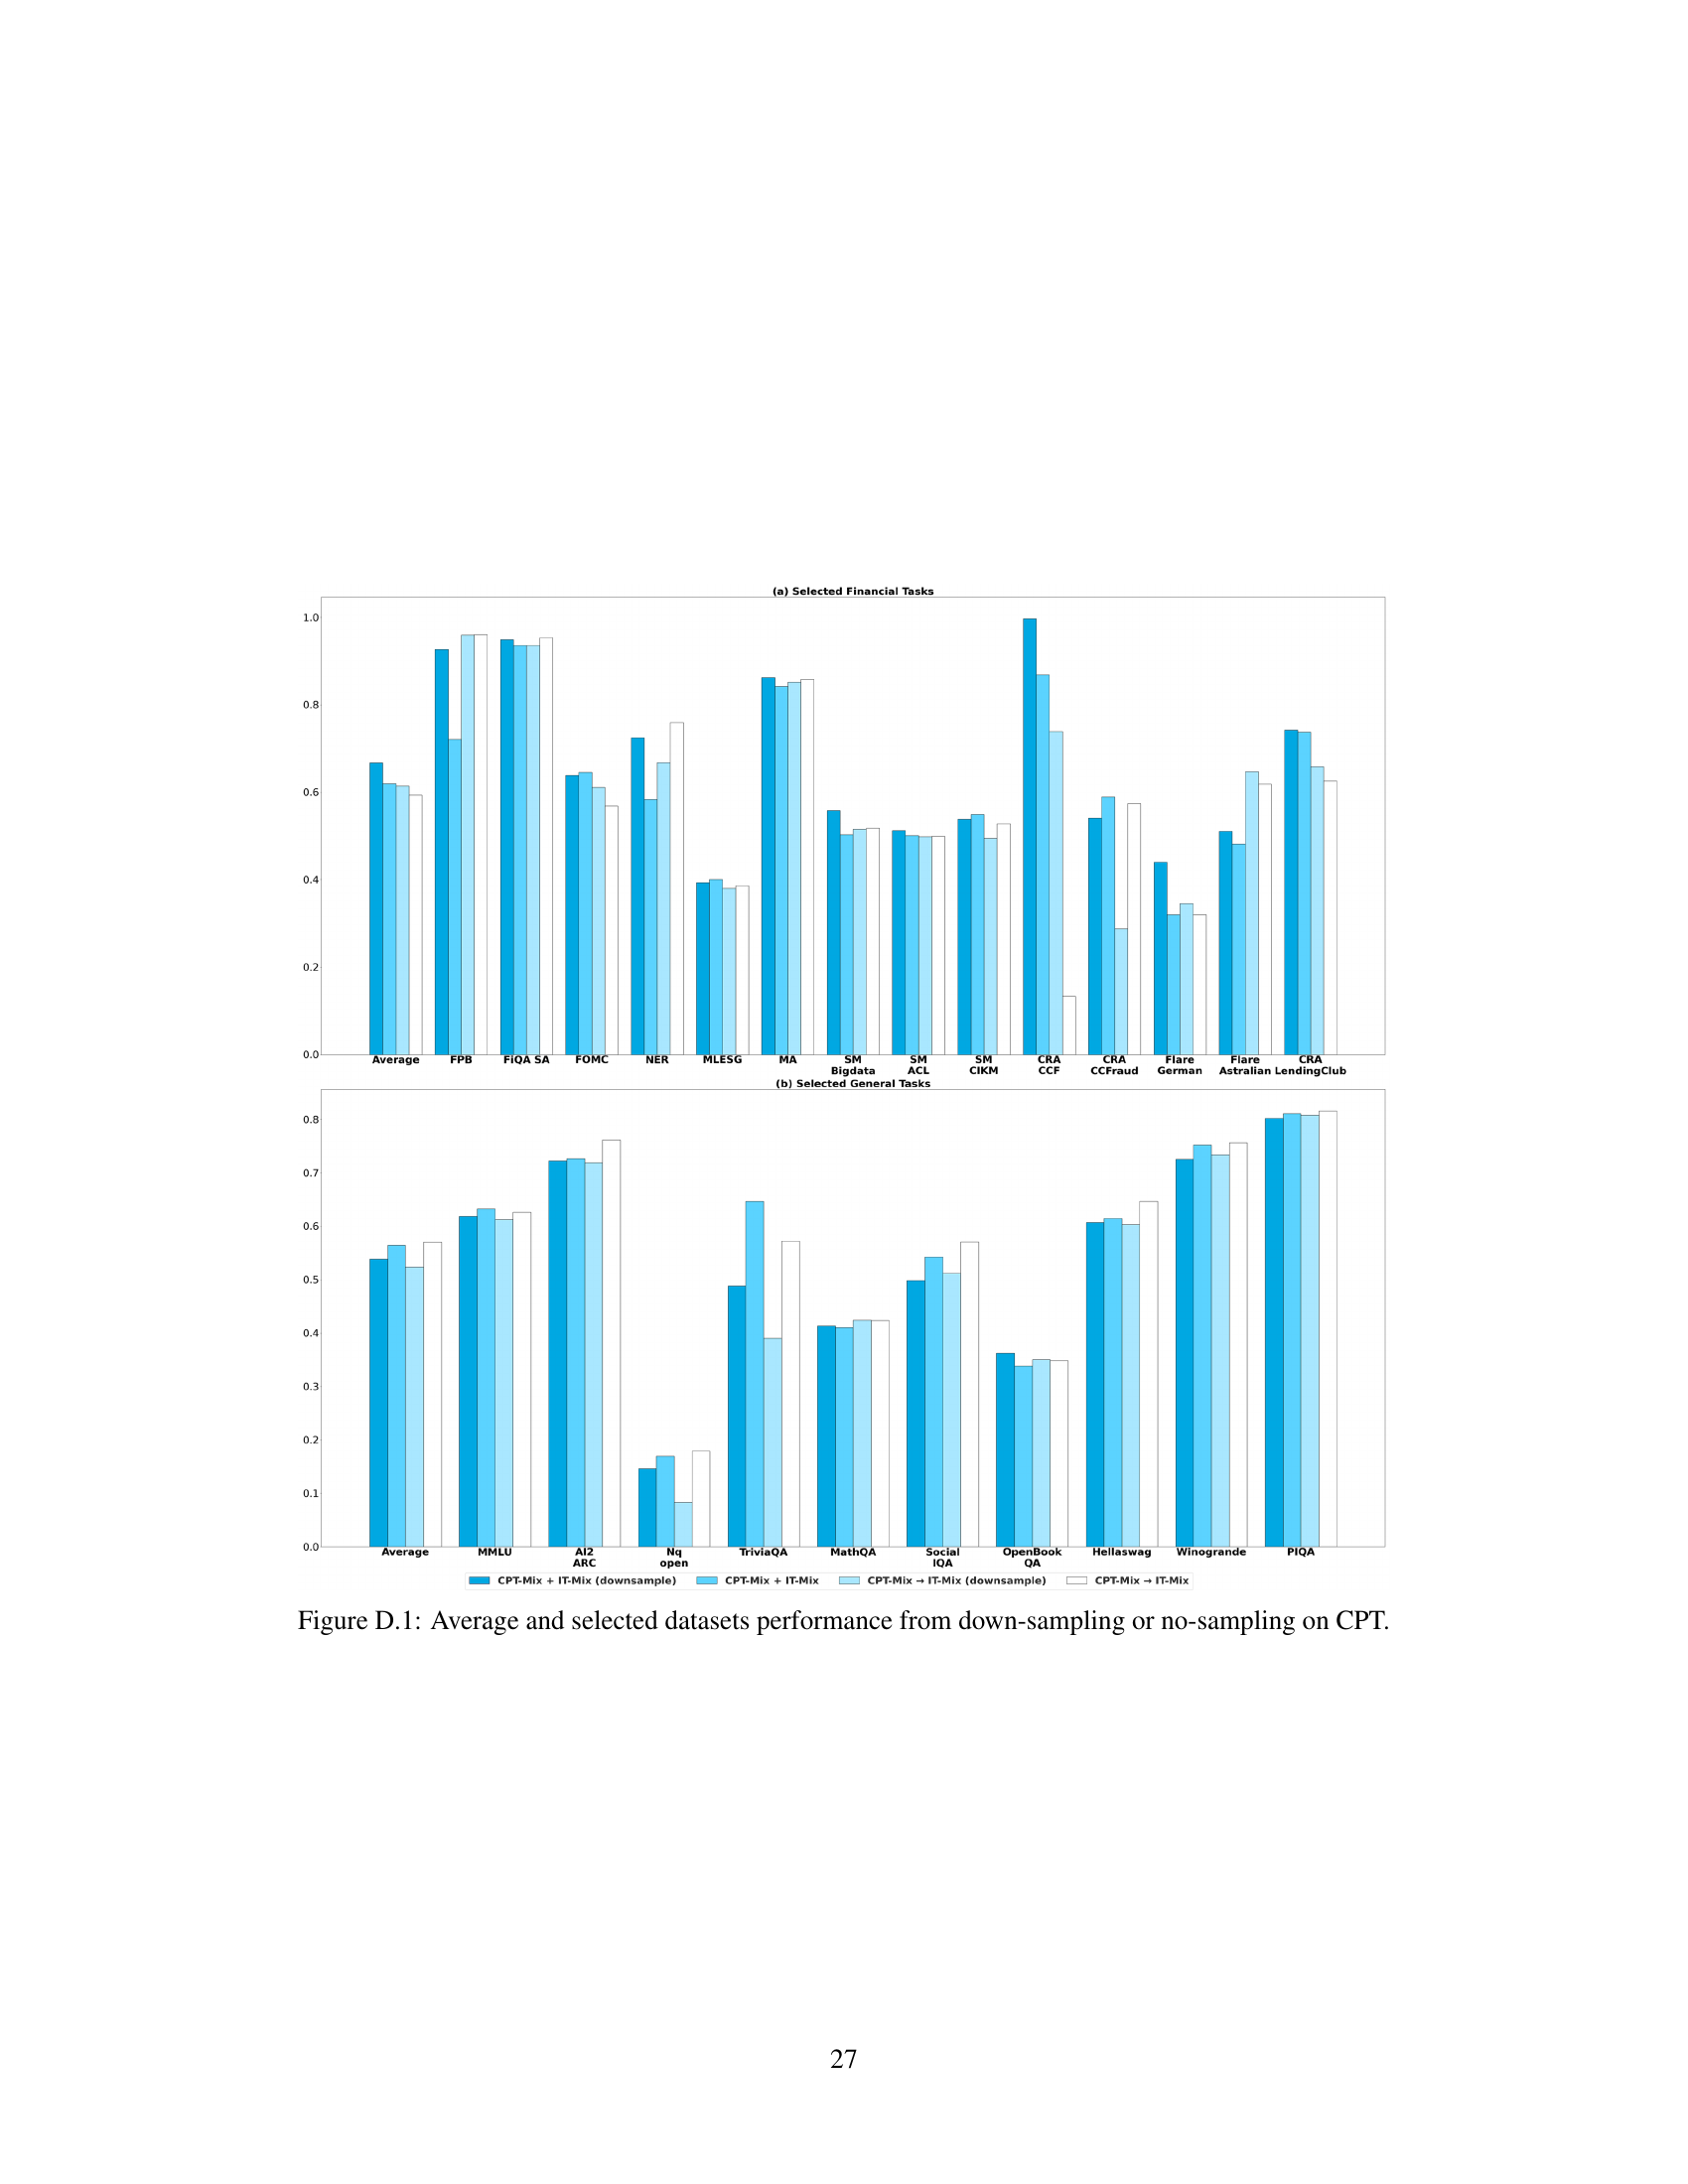 (a) Selected Financial Tasks
1.0
0.8
0.6
0.4
0.2
0.0
Average FPB FiQA SA FOMC NER MLESG MA SM Bigdata SM ACL SM CIKM CRA CCF CRA CCFraud Flare German Flare Astralian CRA LendingClub
(b) Selected General Tasks
0.8
0.7
0.6
0.5
0.4
0.3
0.2
0.1
0.0
Average MMLU AI2 ARC Nq open TriviaQA MathQA Social IQA OpenBook QA Hellaswag Winogrande PIQA
CPT-Mix + IT-Mix (downsample) CPT-Mix + IT-Mix CPT-Mix → IT-Mix (downsample) CPT-Mix → IT-Mix
Figure D.1: Average and selected datasets performance from down-sampling or no-sampling on CPT.
27